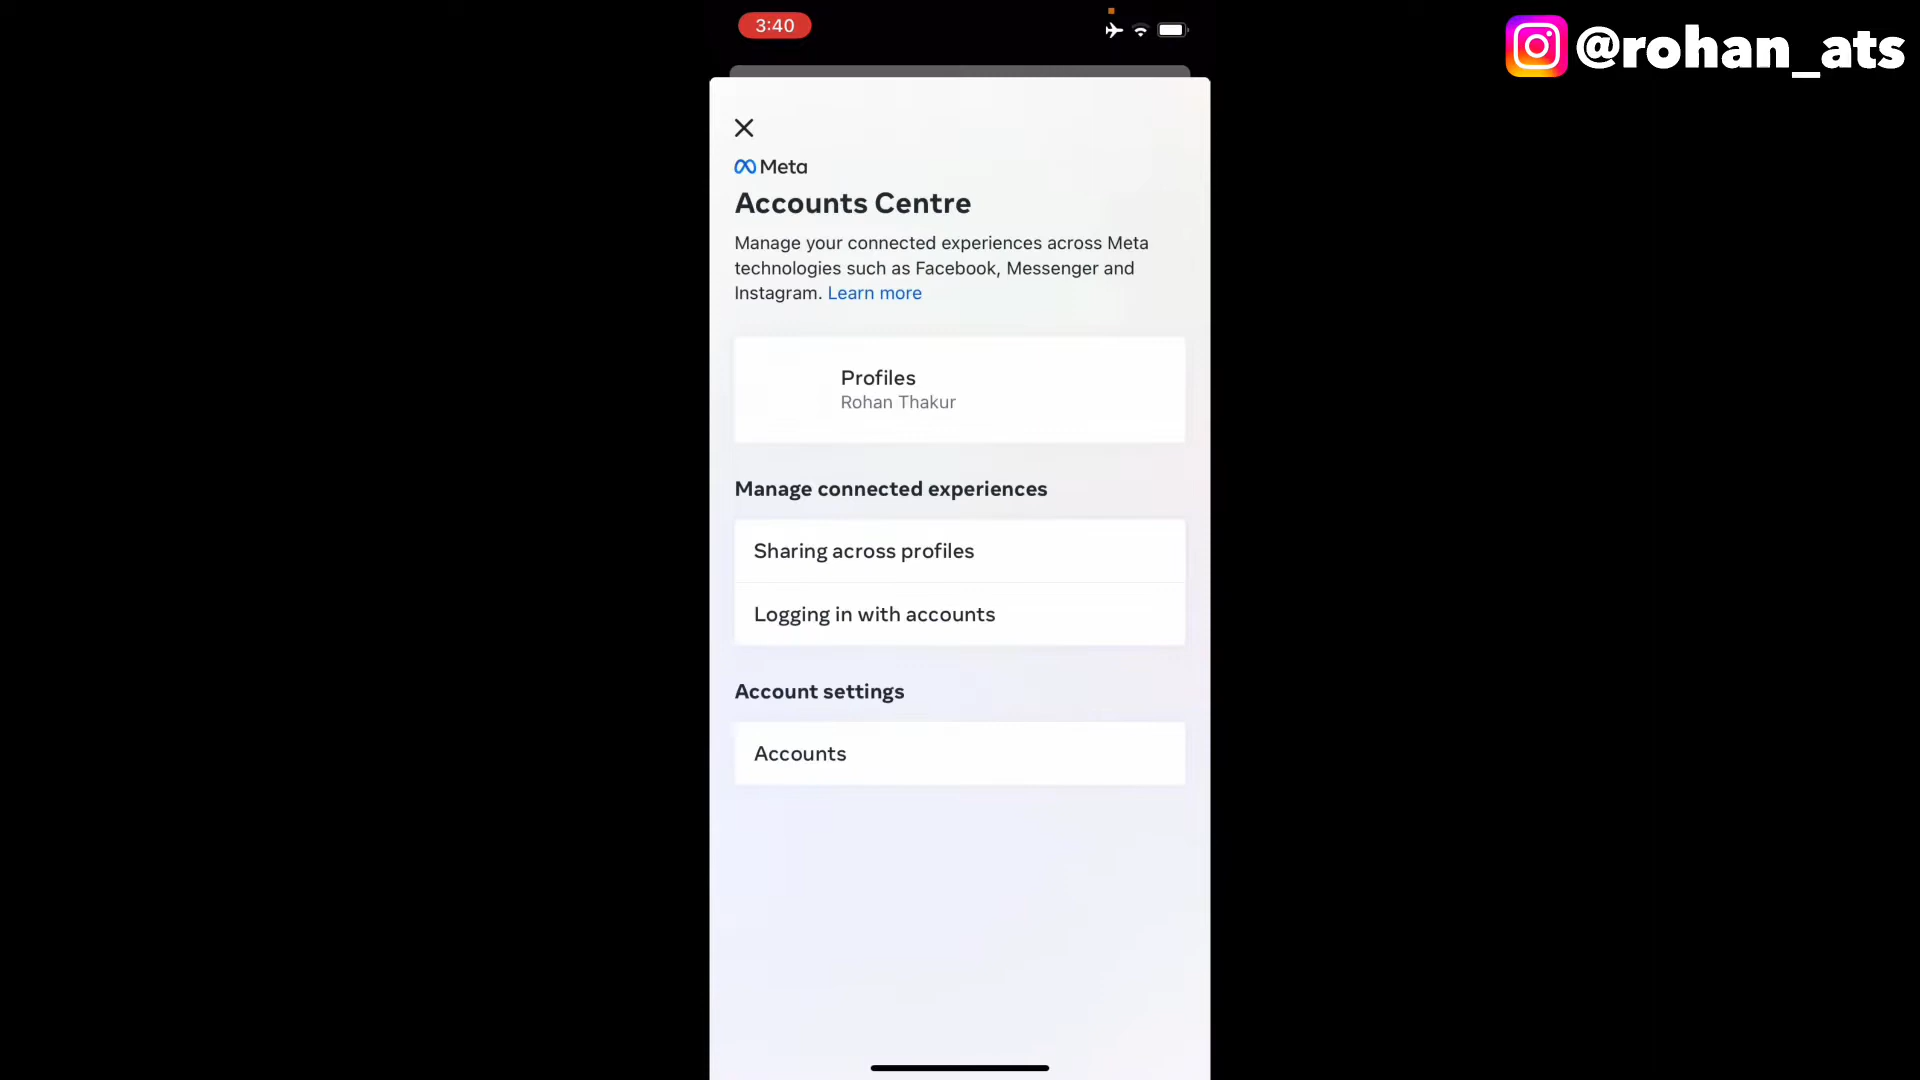 3:40
@rohan_ats
Meta
Accounts Centre
Manage your connected experiences across Meta
technologies such as Facebook, Messenger and
Instagram. Learn more
Profiles
Rohan Thakur
Manage connected experiences
Sharing across profiles
Logging in with accounts
Account settings
Accounts